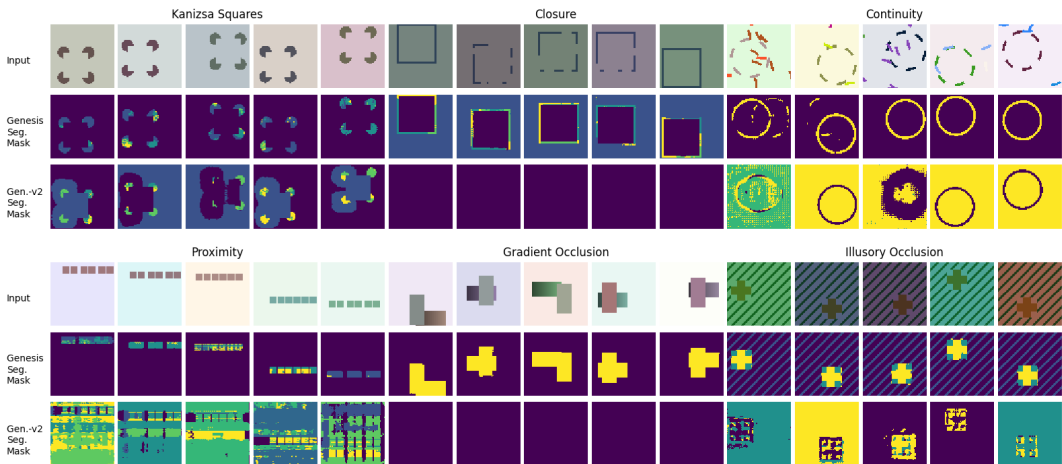 Kanizsa Squares Closure Continuity
Input
Genesis
Seg.
Mask
Gen.-v2
Seg.
Mask
Proximity Gradient Occlusion Illusory Occlusion
Input
Genesis
Seg.
Mask
Gen.-v2
Seg.
Mask